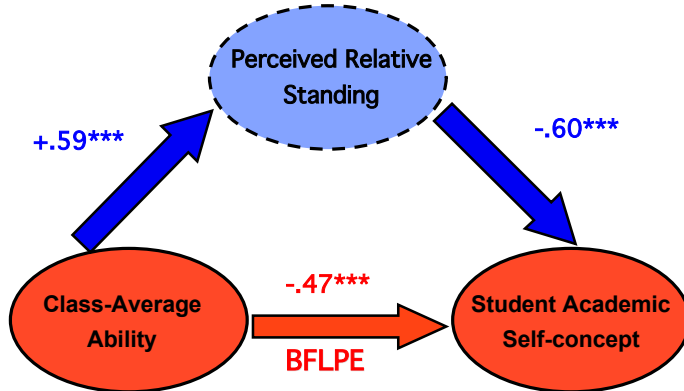 Perceived Relative
Standing
+.59***
-.60***
-.47***
Class-Average
Ability
Student Academic
Self-concept
BFLPE